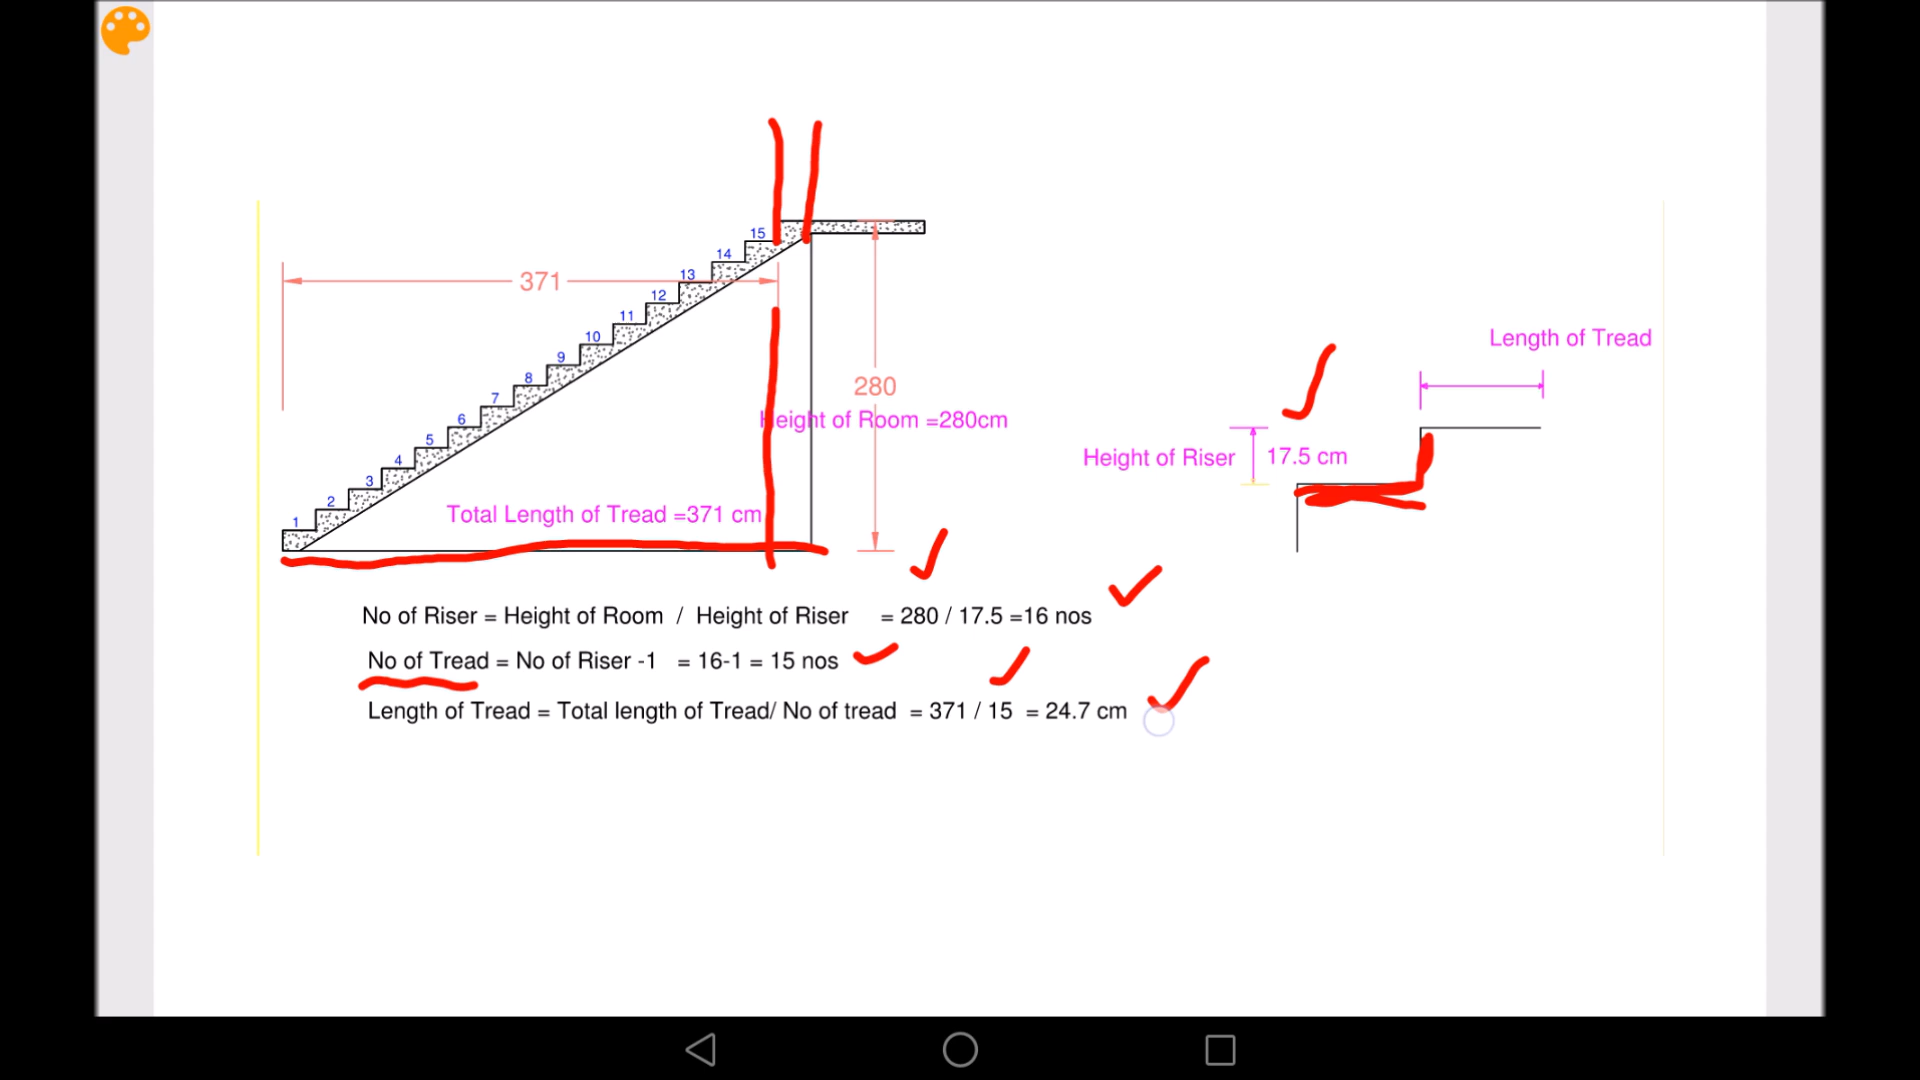 15
14
371
13
12
11
10
9
280
8
7
Height of Room =280cm
6
5
4
3
Total Length of Tread =371 cm
2
1
Length of Tread
Height of Riser 17.5 cm
No of Riser = Height of Room / Height of Riser = 280 / 17.5 =16 nos
No of Tread = No of Riser -1 = 16-1 = 15 nos
Length of Tread = Total length of Tread/ No of tread = 371 / 15 = 24.7 cm